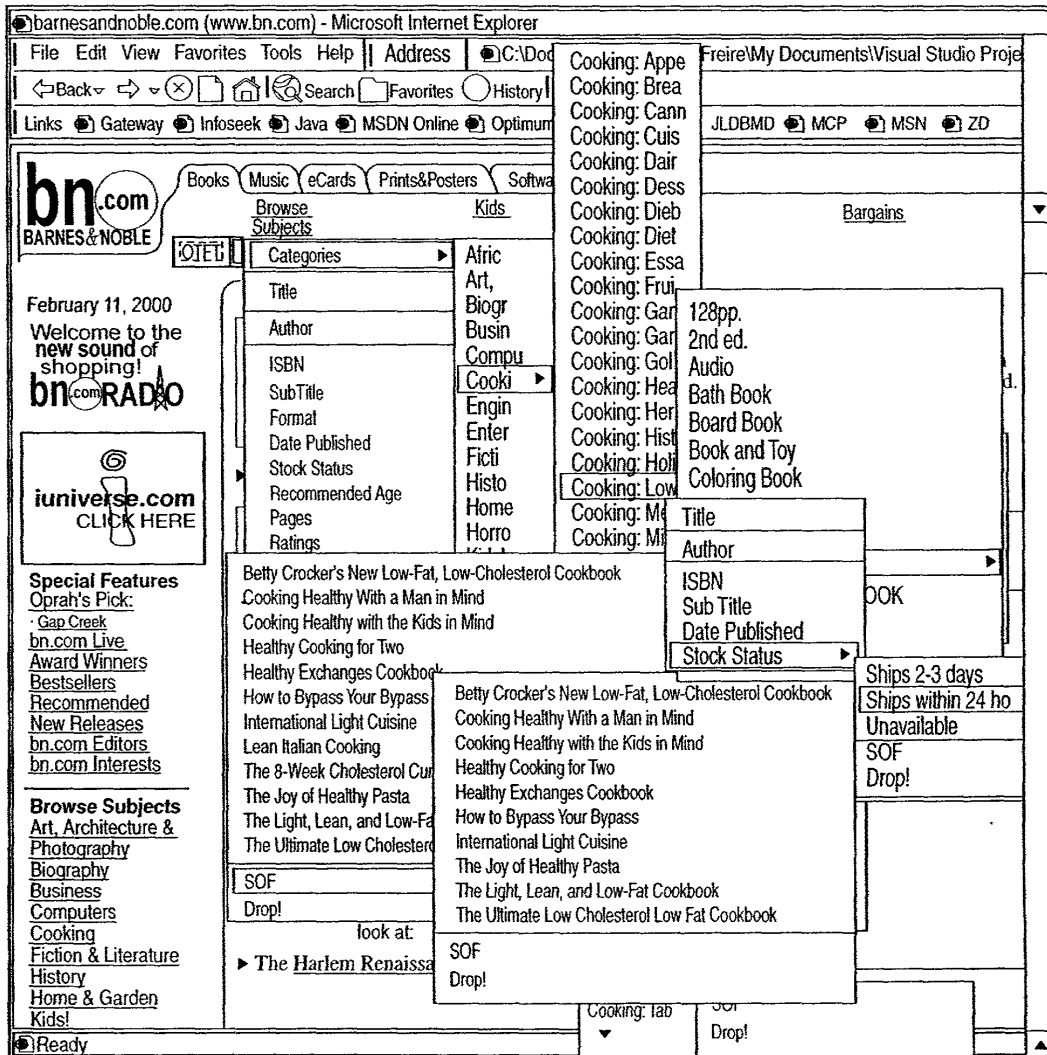 barnesandnoble.com (www.bn.com) - Microsoft Internet Explorer
File Edit View Favorites Tools Help Address C:\Doc Freire\My Documents\Visual Studio Proje
Back Search Favorites History
Links Gateway Infoseek Java MSDN Online Optimum JLDBMD MCP MSN ZD
bn.com
BARNES&NOBLE
Books Music eCards Prints&Posters Softwa
Browse Subjects
Kids
Bargains
February 11, 2000
Welcome to the
new sound of
shopping!
bn.com RADIO
iuniverse.com
CLICK HERE
Special Features
Oprah's Pick:
· Gap Creek
bn.com Live
Award Winners
Bestsellers
Recommended
New Releases
bn.com Editors
bn.com Interests
Browse Subjects
Art, Architecture &
Photography
Biography
Business
Computers
Cooking
Fiction & Literature
History
Home & Garden
Kids!
Categories
Title
Author
ISBN
SubTitle
Format
Date Published
Stock Status
Recommended Age
Pages
Ratings
Afric
Art,
Biogr
Busin
Compu
Cooki
Engin
Enter
Ficti
Histo
Home
Horro
Cooking: Appe
Cooking: Brea
Cooking: Cann
Cooking: Cuis
Cooking: Dair
Cooking: Dess
Cooking: Dieb
Cooking: Diet
Cooking: Essa
Cooking: Frui
Cooking: Gar
Cooking: Gar
Cooking: Gol
Cooking: Hea
Cooking: Her
Cooking: Hist
Cooking: Holi
Cooking: Low
Cooking: Me
Cooking: Mi
128pp.
2nd ed.
Audio
Bath Book
Board Book
Book and Toy
Coloring Book
d.
OOK
Title
Author
ISBN
Sub Title
Date Published
Stock Status
Ships 2-3 days
Ships within 24 ho
Unavailable
SOF
Drop!
Betty Crocker's New Low-Fat, Low-Cholesterol Cookbook
Cooking Healthy With a Man in Mind
Cooking Healthy with the Kids in Mind
Healthy Cooking for Two
Healthy Exchanges Cookbook
How to Bypass Your Bypass
International Light Cuisine
Lean Italian Cooking
The 8-Week Cholesterol Cur
The Joy of Healthy Pasta
The Light, Lean, and Low-Fa
The Ultimate Low Cholestero
SOF
Drop!
look at:
The Harlem Renaissa
Betty Crocker's New Low-Fat, Low-Cholesterol Cookbook
Cooking Healthy With a Man in Mind
Cooking Healthy with the Kids in Mind
Healthy Cooking for Two
Healthy Exchanges Cookbook
How to Bypass Your Bypass
International Light Cuisine
The Joy of Healthy Pasta
The Light, Lean, and Low-Fat Cookbook
The Ultimate Low Cholesterol Low Fat Cookbook
SOF
Drop!
Cooking: Tab
SOF
Drop!
Ready